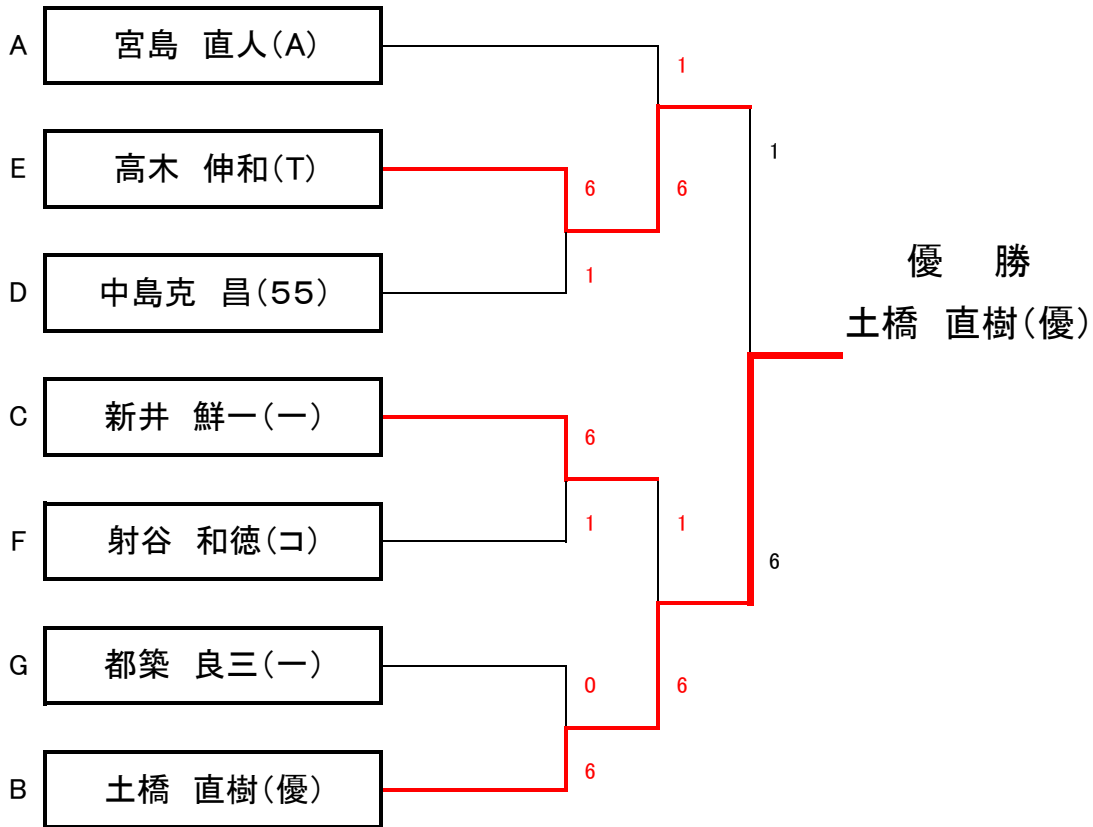 A 宮島 直人(A)
1
E 高木 伸和(T)
1
6 6
D 中島克 昌(55)
1
優 勝
土橋 直樹(優)
C 新井 鮮一(一)
6
F 射谷 和徳(コ)
1 1
6
G 都築 良三(一)
0 6
B 土橋 直樹(優)
6